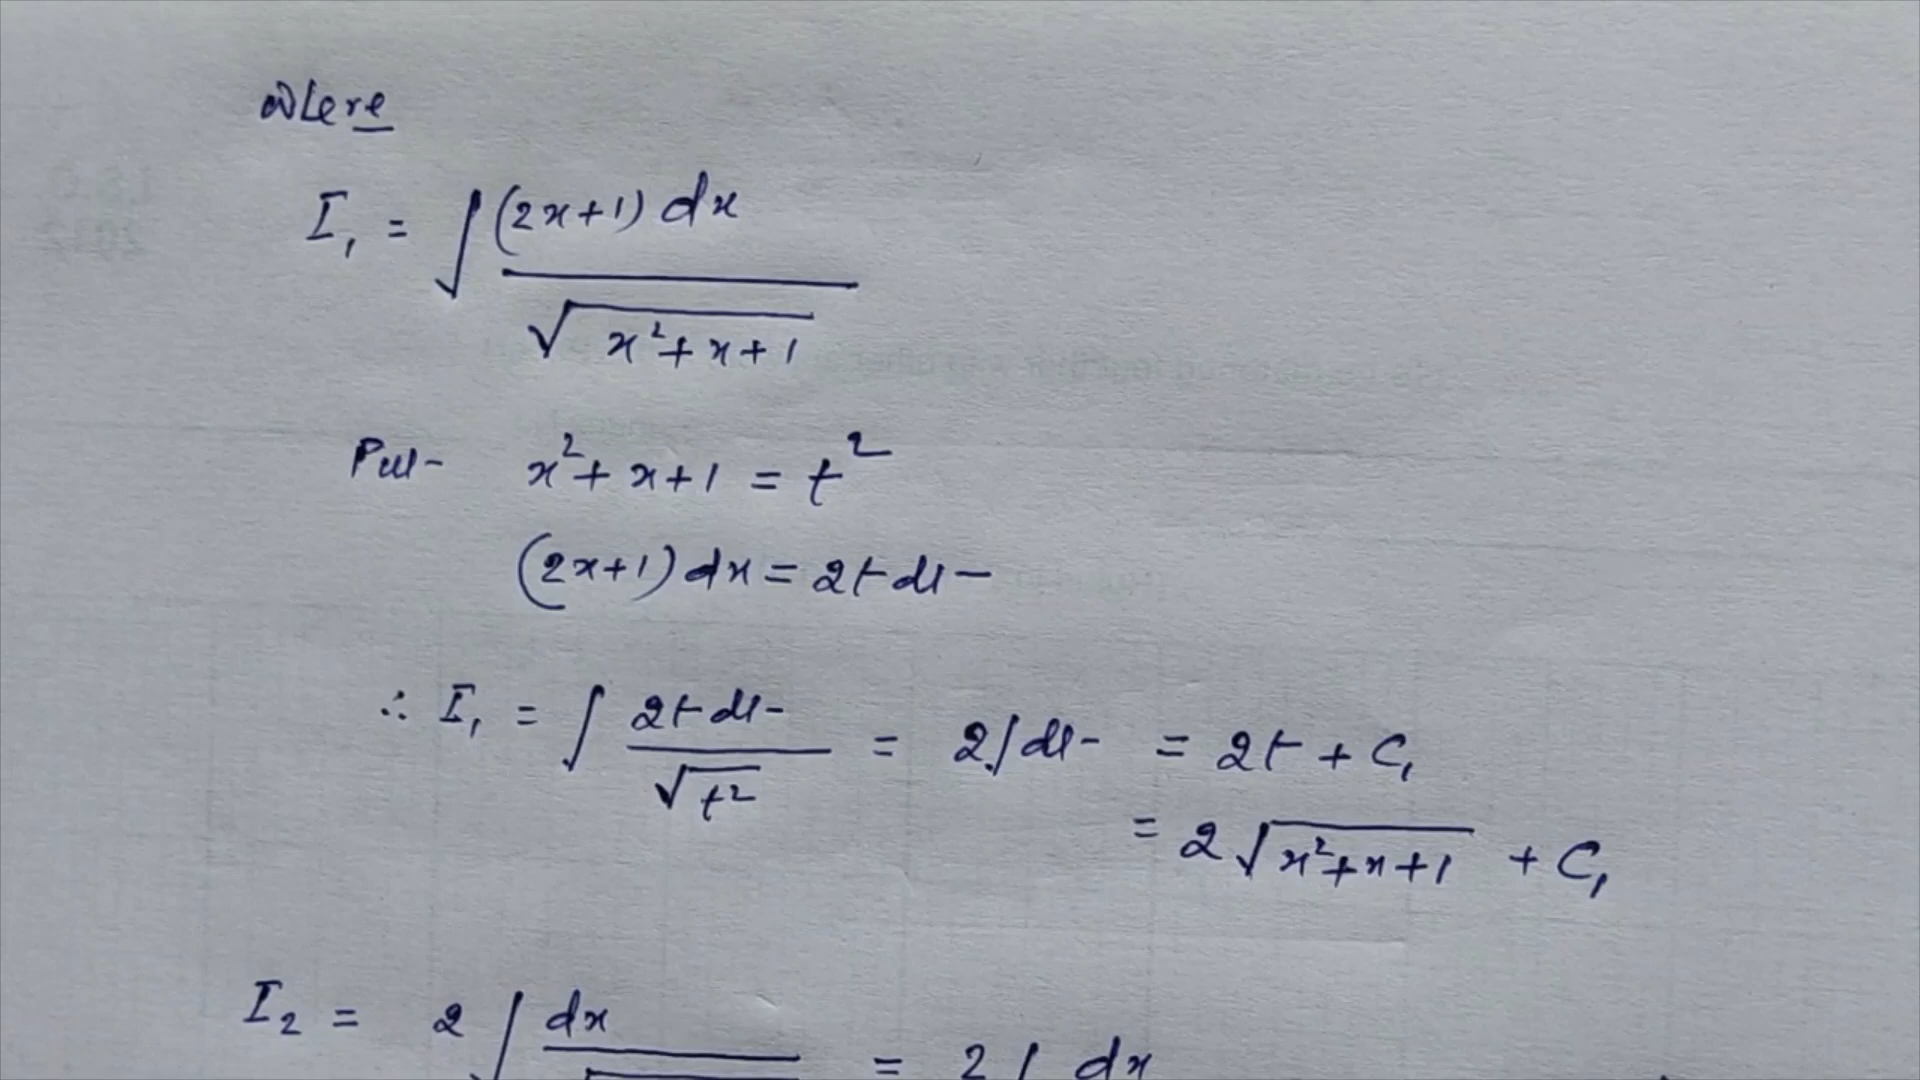 where
I₁ = ∫ (2x+1) dx / √(x²+x+1)
Put x²+x+1 = t²
(2x+1) dx = 2t dt
∴ I₁ = ∫ 2t dt / √t² = 2∫dt = 2t + C₁
= 2√(x²+x+1) + C₁
I₂ = 2 ∫ dx = 2 ∫ dx